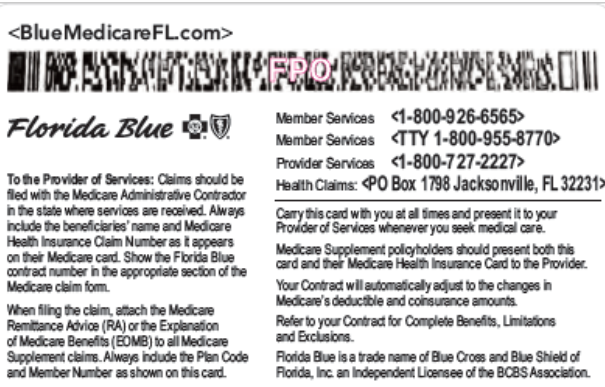 <BlueMedicareFL.com>
FPO
Florida Blue
To the Provider of Services: Claims should be
filed with the Medicare Administrative Contractor
in the state where services are received. Always
include the beneficiaries' name and Medicare
Health Insurance Claim Number as it appears
on their Medicare card. Show the Florida Blue
contract number in the appropriate section of the
Medicare claim form.
When filing the claim, attach the Medicare
Remittance Advice (RA) or the Explanation
of Medicare Benefits (EOMB) to all Medicare
Supplement claims. Always include the Plan Code
and Member Number as shown on this card.
Member Services <1-800-926-6565>
Member Services <TTY 1-800-955-8770>
Provider Services <1-800-727-2227>
Health Claims: <PO Box 1798 Jacksonville, FL 32231>
Carry this card with you at all times and present it to your
Provider of Services whenever you seek medical care.
Medicare Supplement policyholders should present both this
card and their Medicare Health Insurance Card to the Provider.
Your Contract will automatically adjust to the changes in
Medicare's deductible and coinsurance amounts.
Refer to your Contract for Complete Benefits, Limitations
and Exclusions.
Florida Blue is a trade name of Blue Cross and Blue Shield of
Florida, Inc. an Independent Licensee of the BCBS Association.